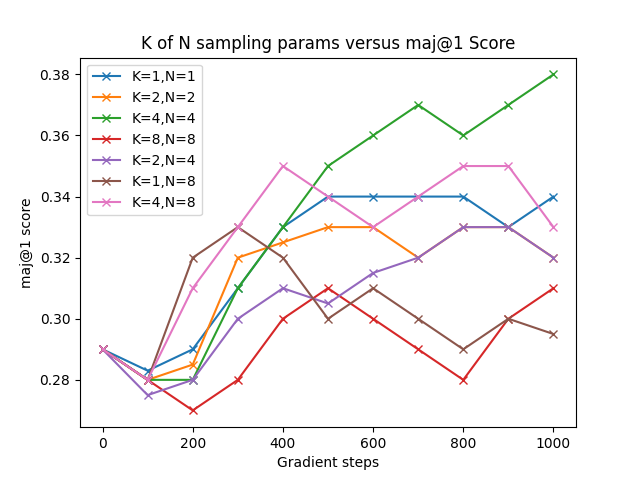 K of N sampling params versus maj@1 Score
K=1,N=1
K=2,N=2
K=4,N=4
K=8,N=8
K=2,N=4
K=1,N=8
K=4,N=8
maj@1 score
0.38
0.36
0.34
0.32
0.30
0.28
0
200
400
600
800
1000
Gradient steps